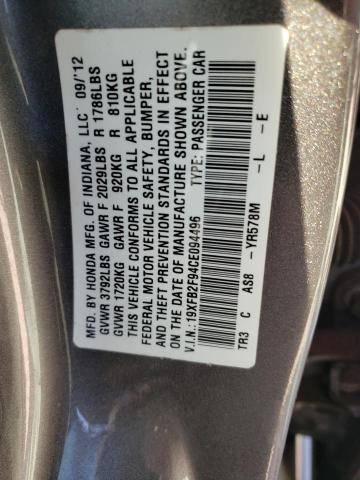 MFD. BY HONDA MFG. OF INDIANA, LLC 09/'12
GVWR 3792LBS GAWR F 2029LBS R 1786LBS
GVWR 1720KG GAWR F 920KG R 810KG
THIS VEHICLE CONFORMS TO ALL APPLICABLE
FEDERAL MOTOR VEHICLE SAFETY, BUMPER,
AND THEFT PREVENTION STANDARDS IN EFFECT
ON THE DATE OF MANUFACTURE SHOWN ABOVE.
V.I.N.: 19XFB2F94CE094496 TYPE: PASSENGER CAR
TR3 C AS8 -YR578M -L -E